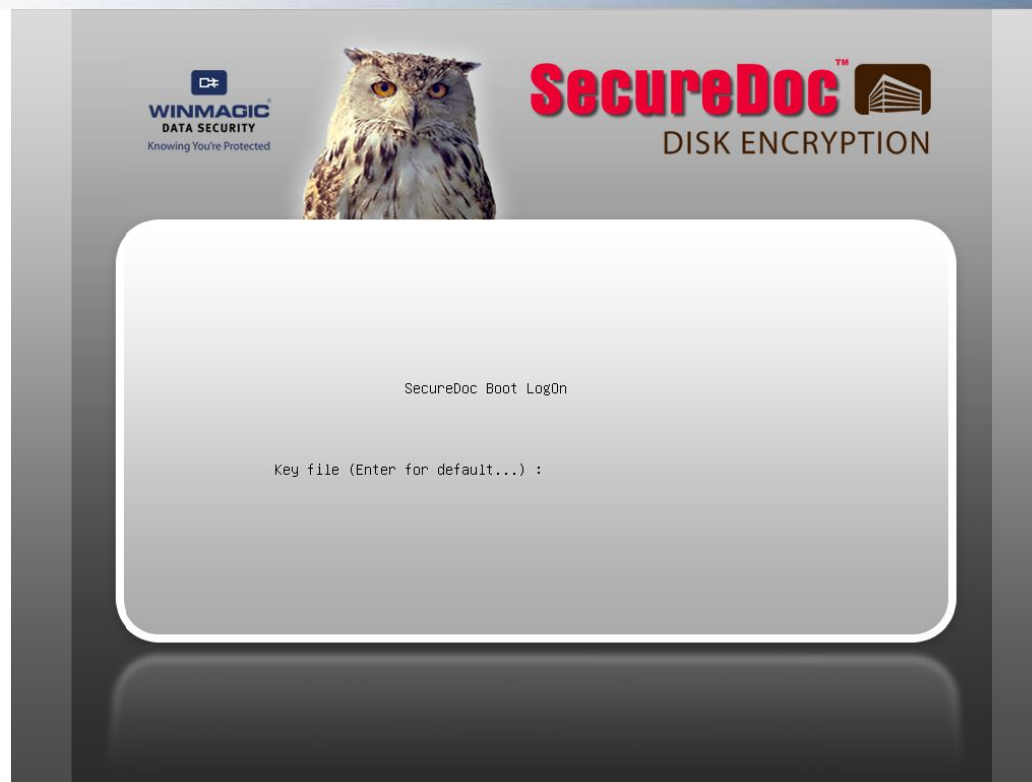 WINMAGIC®
DATA SECURITY
Knowing You're Protected
SecureDoc™
DISK ENCRYPTION
SecureDoc Boot LogOn
Key file (Enter for default...) :